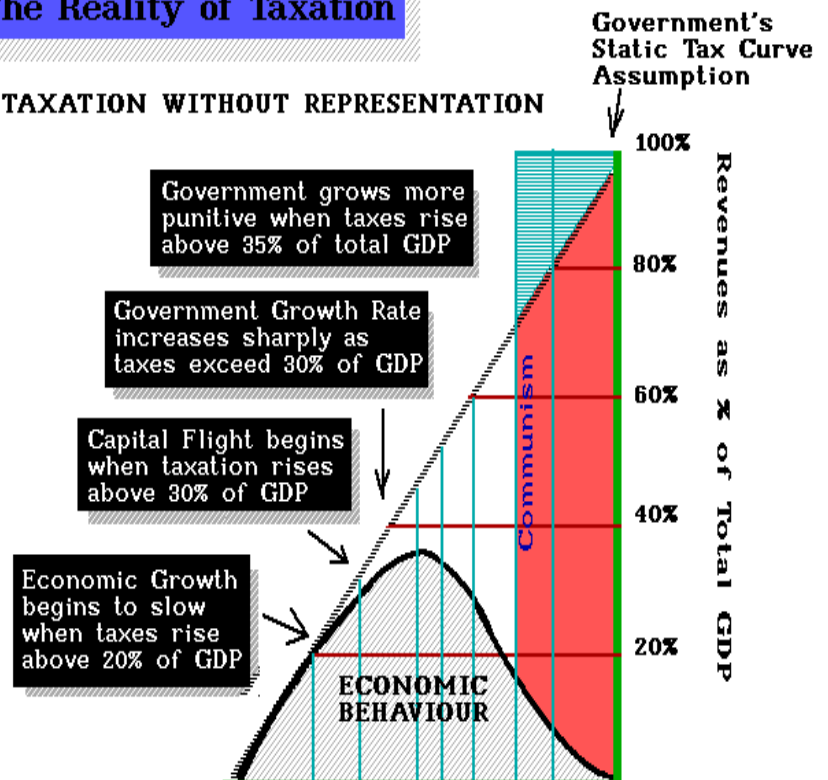 he Reality of Taxation
Government's
Static Tax Curve
Assumption
TAXATION WITHOUT REPRESENTATION
100%
Government grows more
punitive when taxes rise
above 35% of total GDP
80%
Government Growth Rate
increases sharply as
taxes exceed 30% of GDP
60%
Capital Flight begins
when taxation rises
above 30% of GDP
40%
Economic Growth
begins to slow
when taxes rise
above 20% of GDP
20%
ECONOMIC
BEHAVIOUR
Communism
Revenues as % of Total GDP